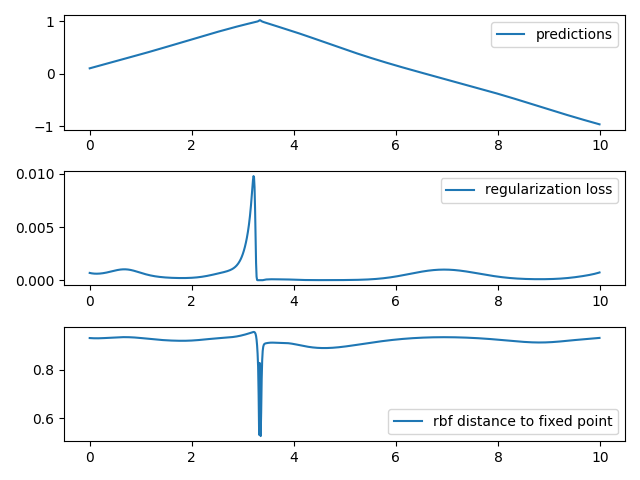 1
0
−1
predictions
0 2 4 6 8 10
0.010
0.005
0.000
regularization loss
0 2 4 6 8 10
0.8
0.6
rbf distance to fixed point
0 2 4 6 8 10